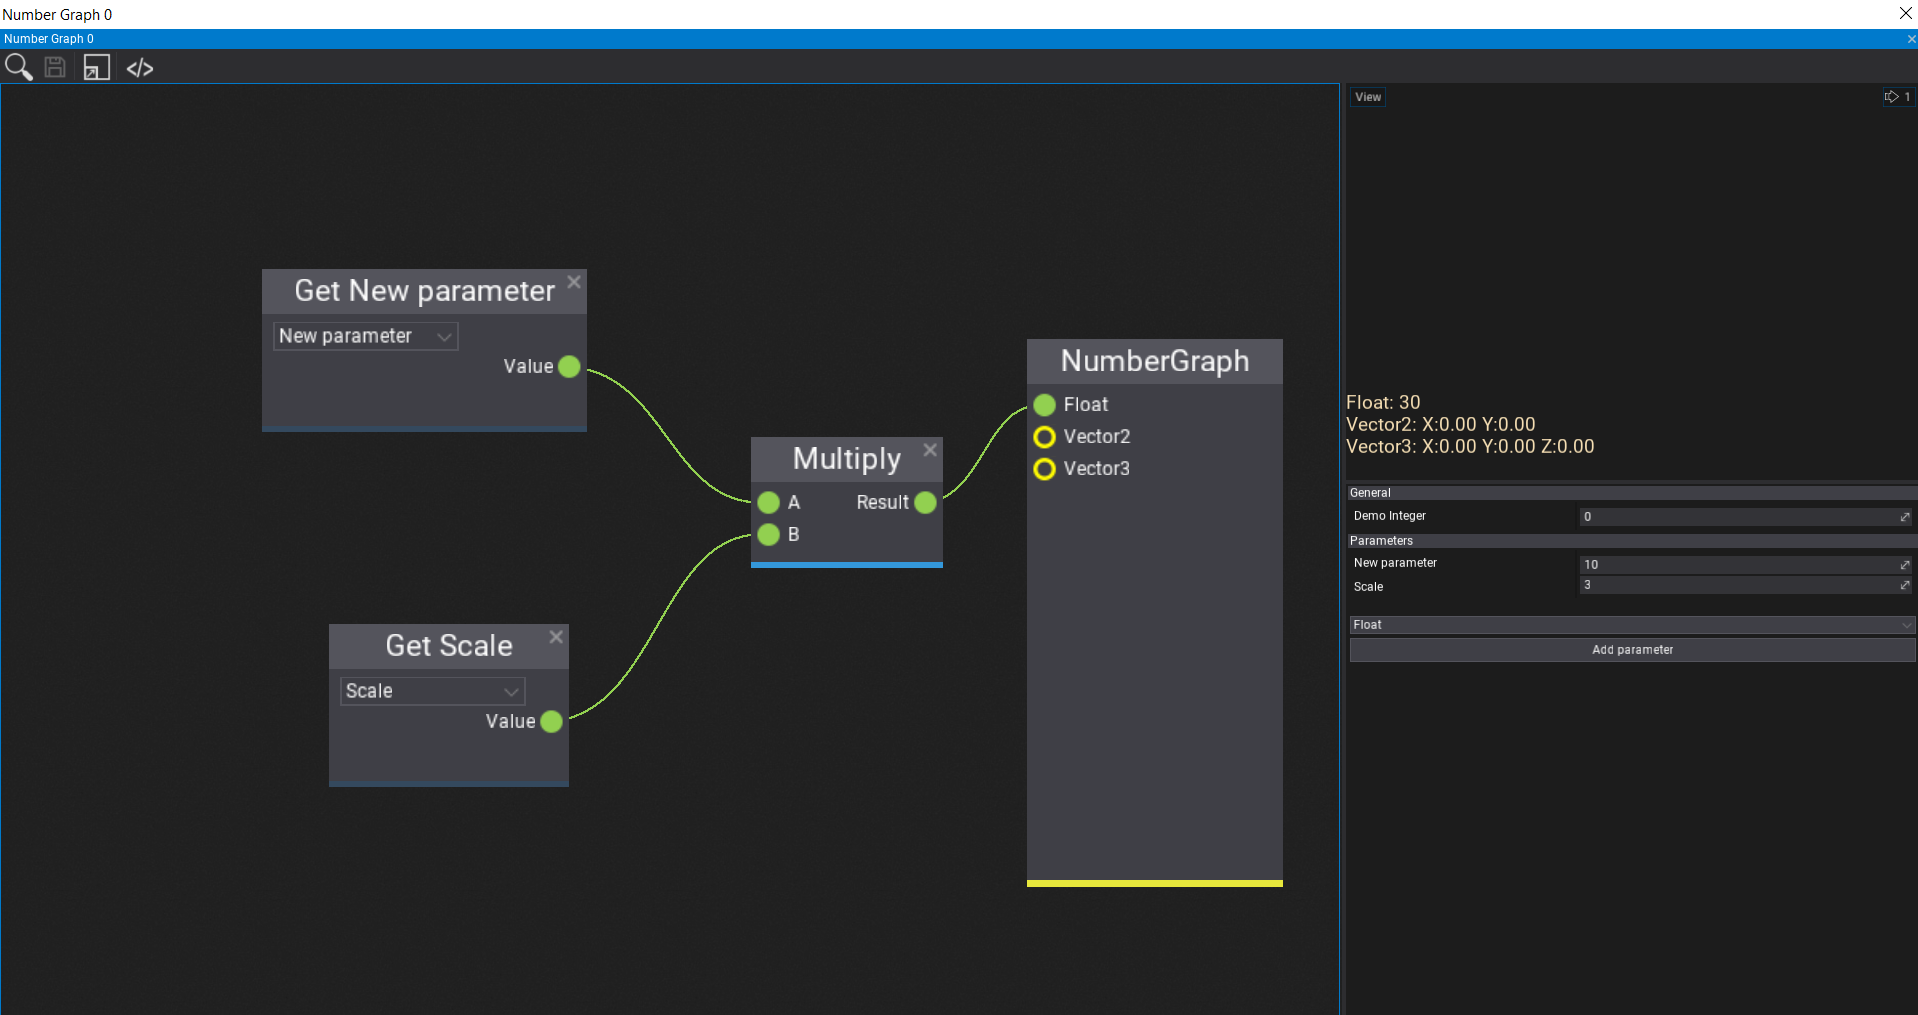 Number Graph 0
Number Graph 0
</>
View
1
Get New parameter
New parameter
Value
NumberGraph
Float
Vector2
Vector3
Multiply
A Result
B
Get Scale
Scale
Value
Float: 30
Vector2: X:0.00 Y:0.00
Vector3: X:0.00 Y:0.00 Z:0.00
General
Demo Integer 0
Parameters
New parameter 10
Scale 3
Float
Add parameter